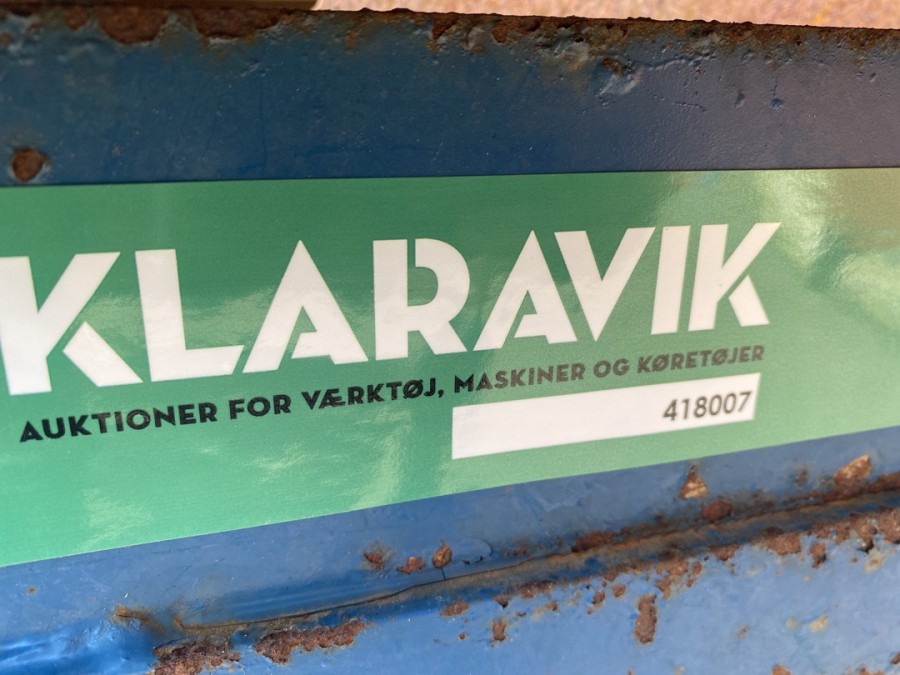 KLARAVIK
AUKTIONER FOR VÆRKTØJ, MASKINER OG KØRETØJER
418007